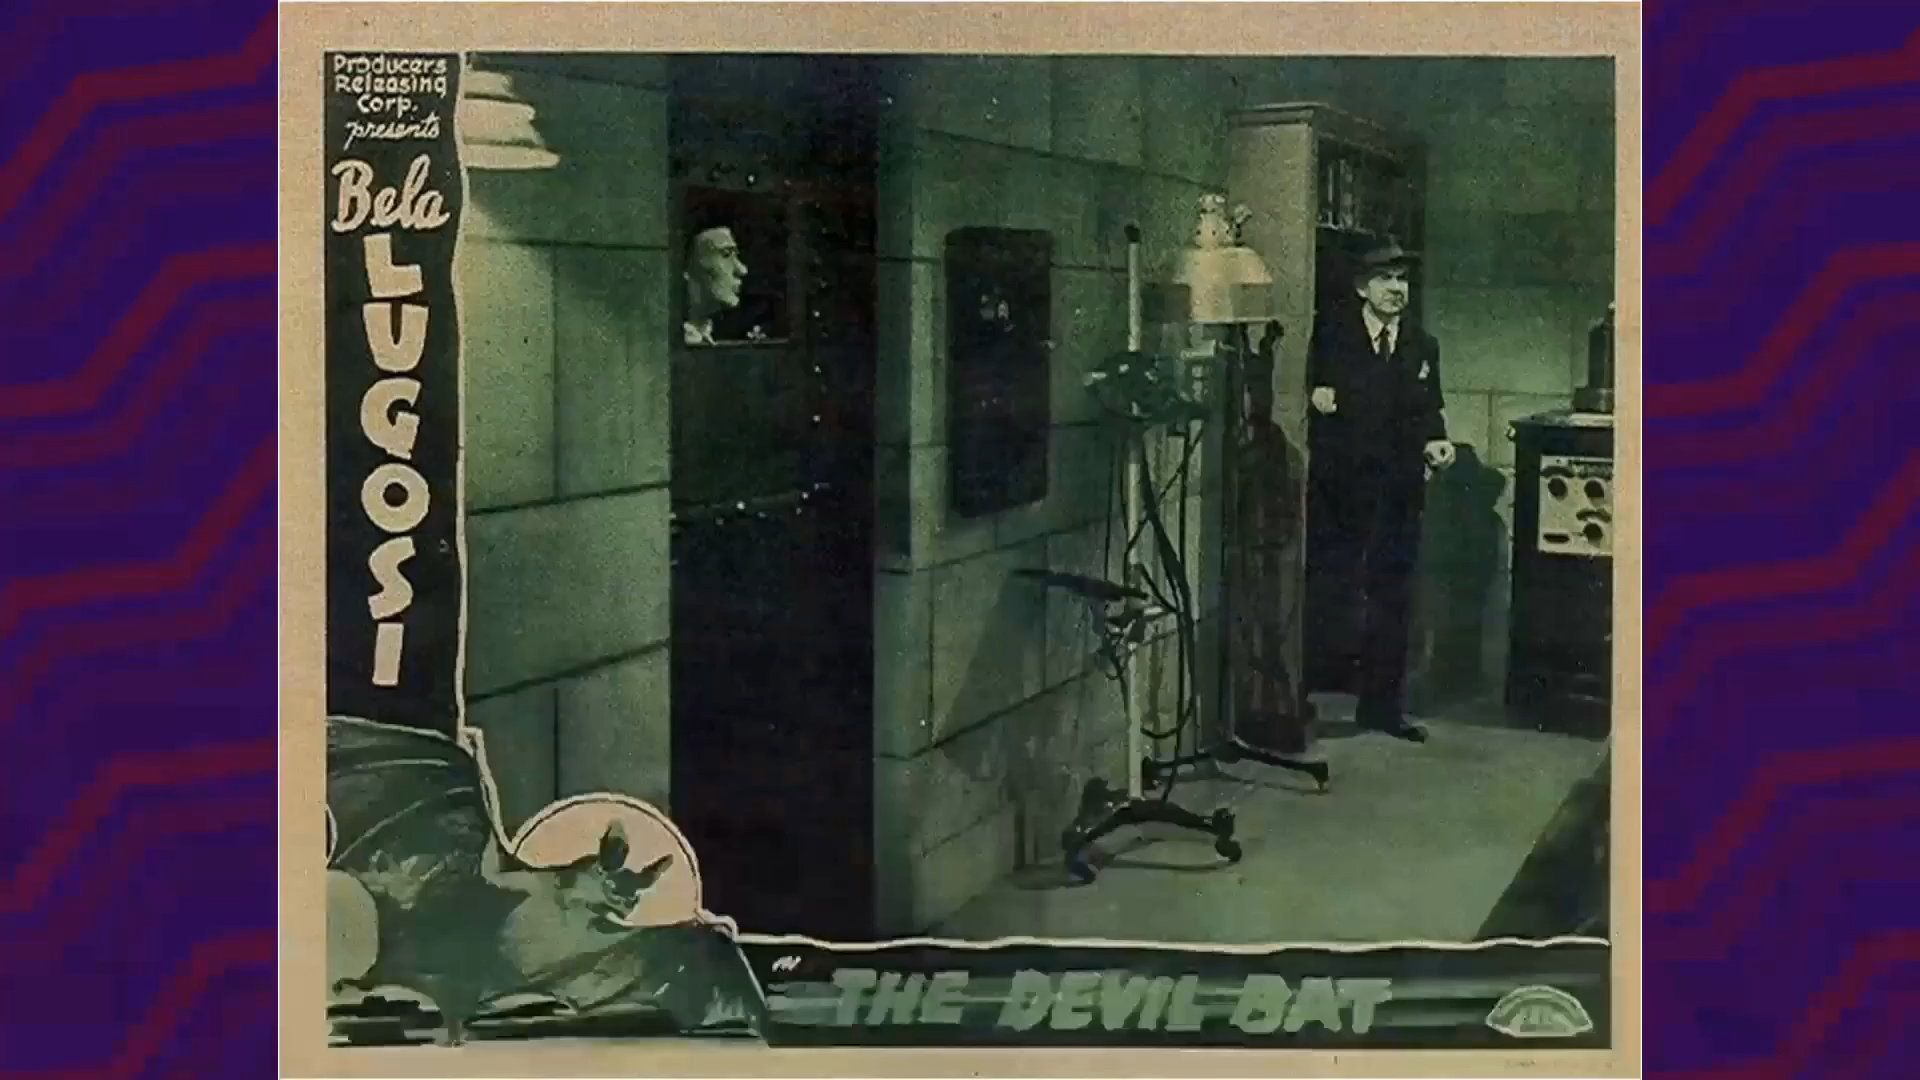 Producers
Releasing
Corp.
presents
Bela
LUGOSI
in
THE DEVIL BAT